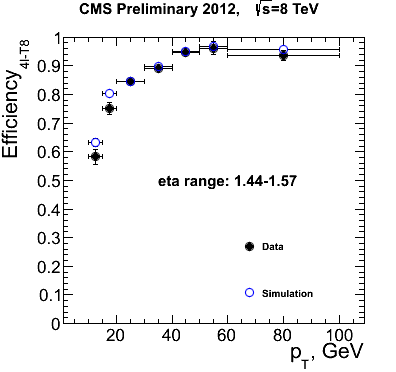 CMS Preliminary 2012, √s=8 TeV
Efficiency4l-T8
1
0.9
0.8
0.7
0.6
0.5
0.4
0.3
0.2
0.1
0
eta range: 1.44-1.57
Data
Simulation
20 40 60 80 100
pT, GeV